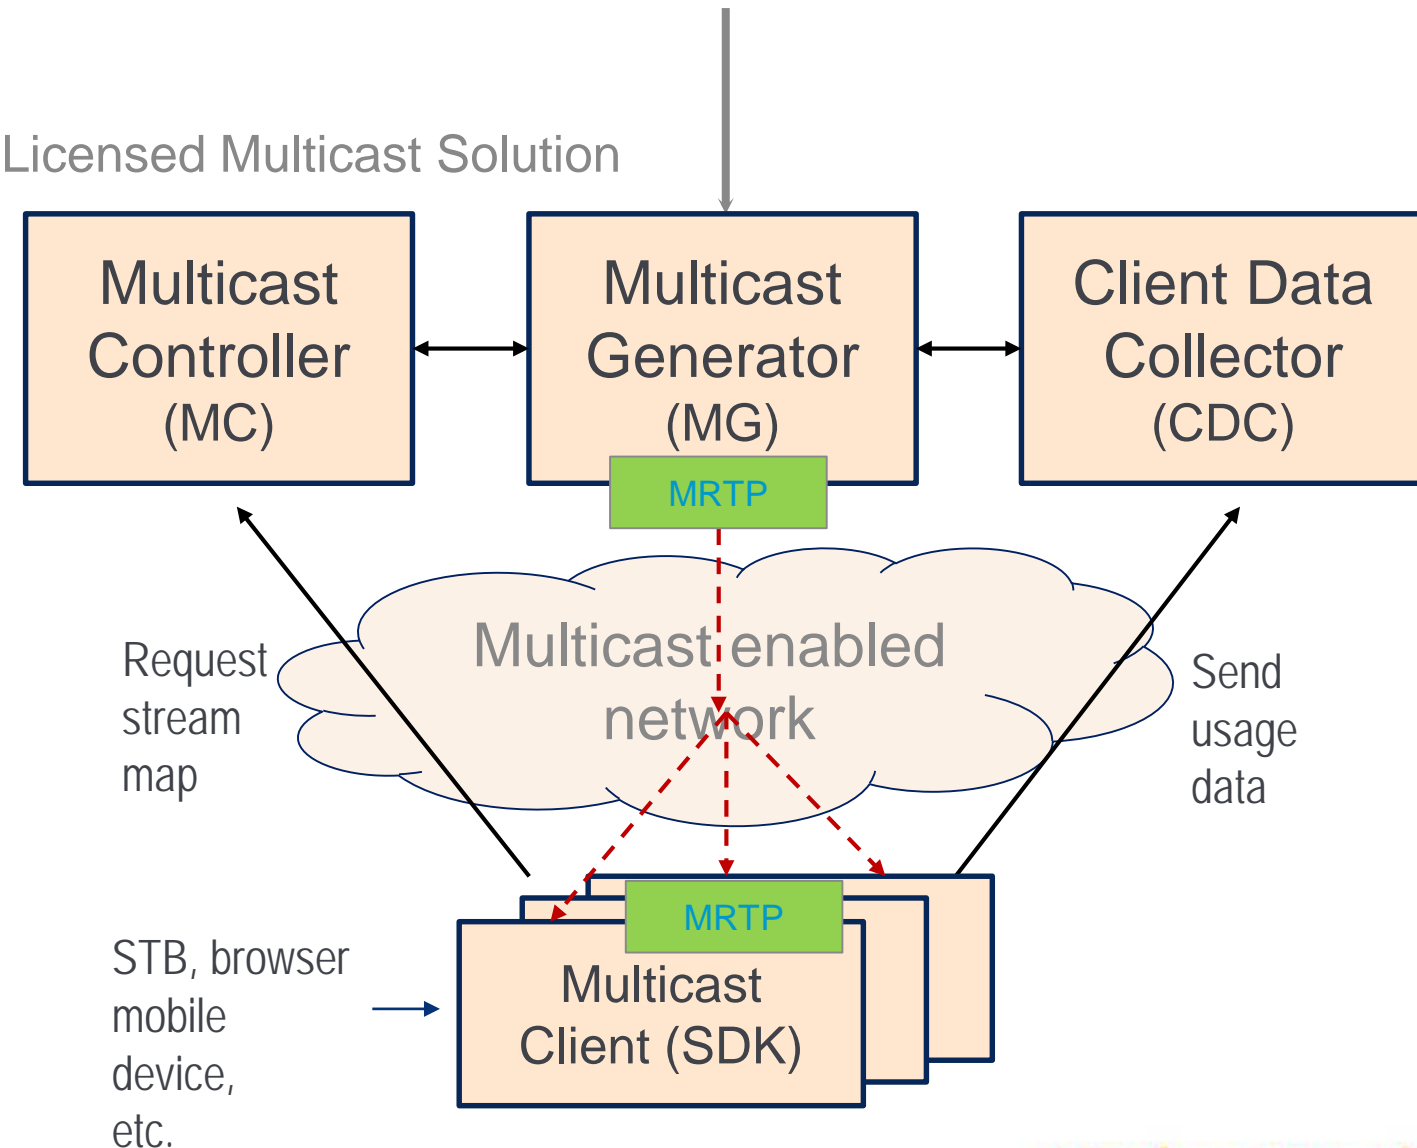 Licensed Multicast Solution
Multicast
Controller
(MC)
Multicast
Generator
(MG)
Client Data
Collector
(CDC)
MRTP
Multicast enabled
network
Request
stream
map
Send
usage
data
MRTP
Multicast
Client (SDK)
STB, browser
mobile
device,
etc.